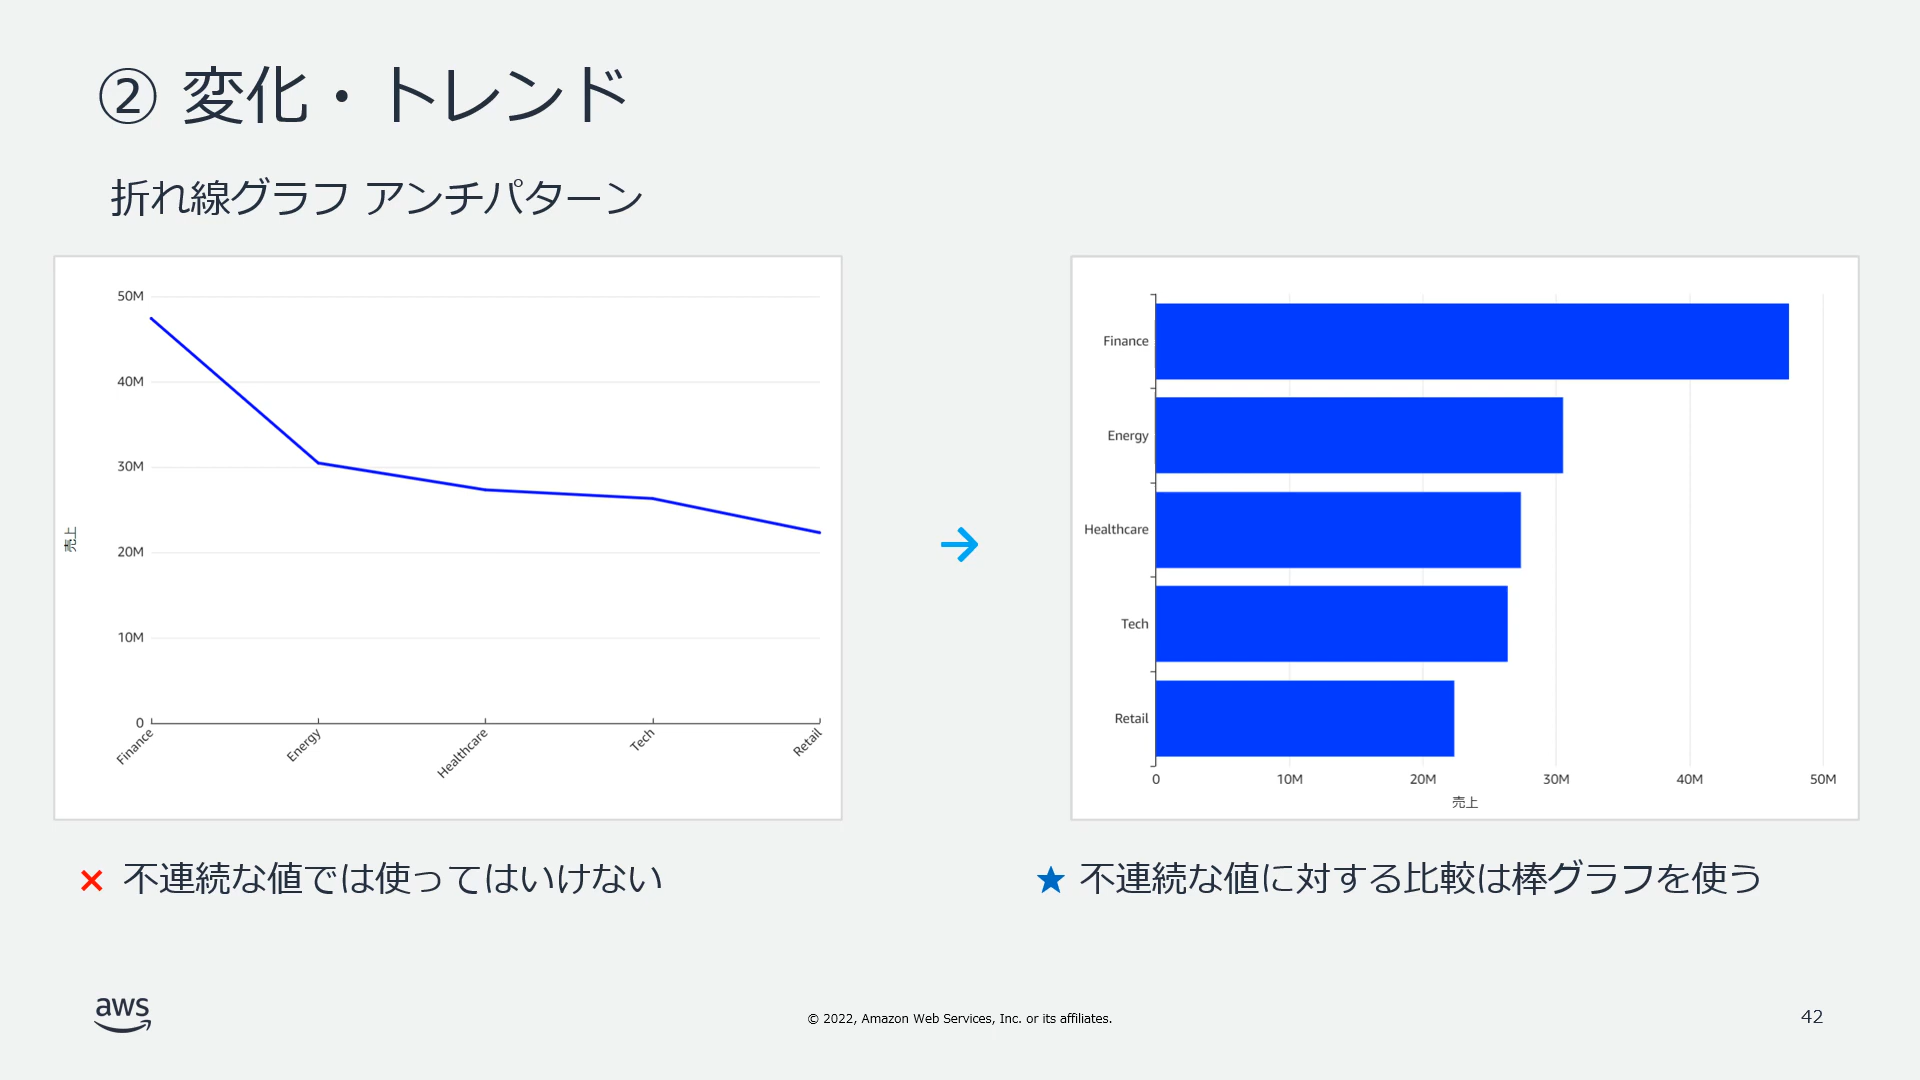 ② 変化・トレンド
折れ線グラフ アンチパターン
50M
40M
30M
20M
10M
0
売上
Finance
Energy
Healthcare
Tech
Retail
Finance
Energy
Healthcare
Tech
Retail
0
10M
20M
30M
40M
50M
売上
× 不連続な値では使ってはいけない
★ 不連続な値に対する比較は棒グラフを使う
aws
© 2022, Amazon Web Services, Inc. or its affiliates.
42